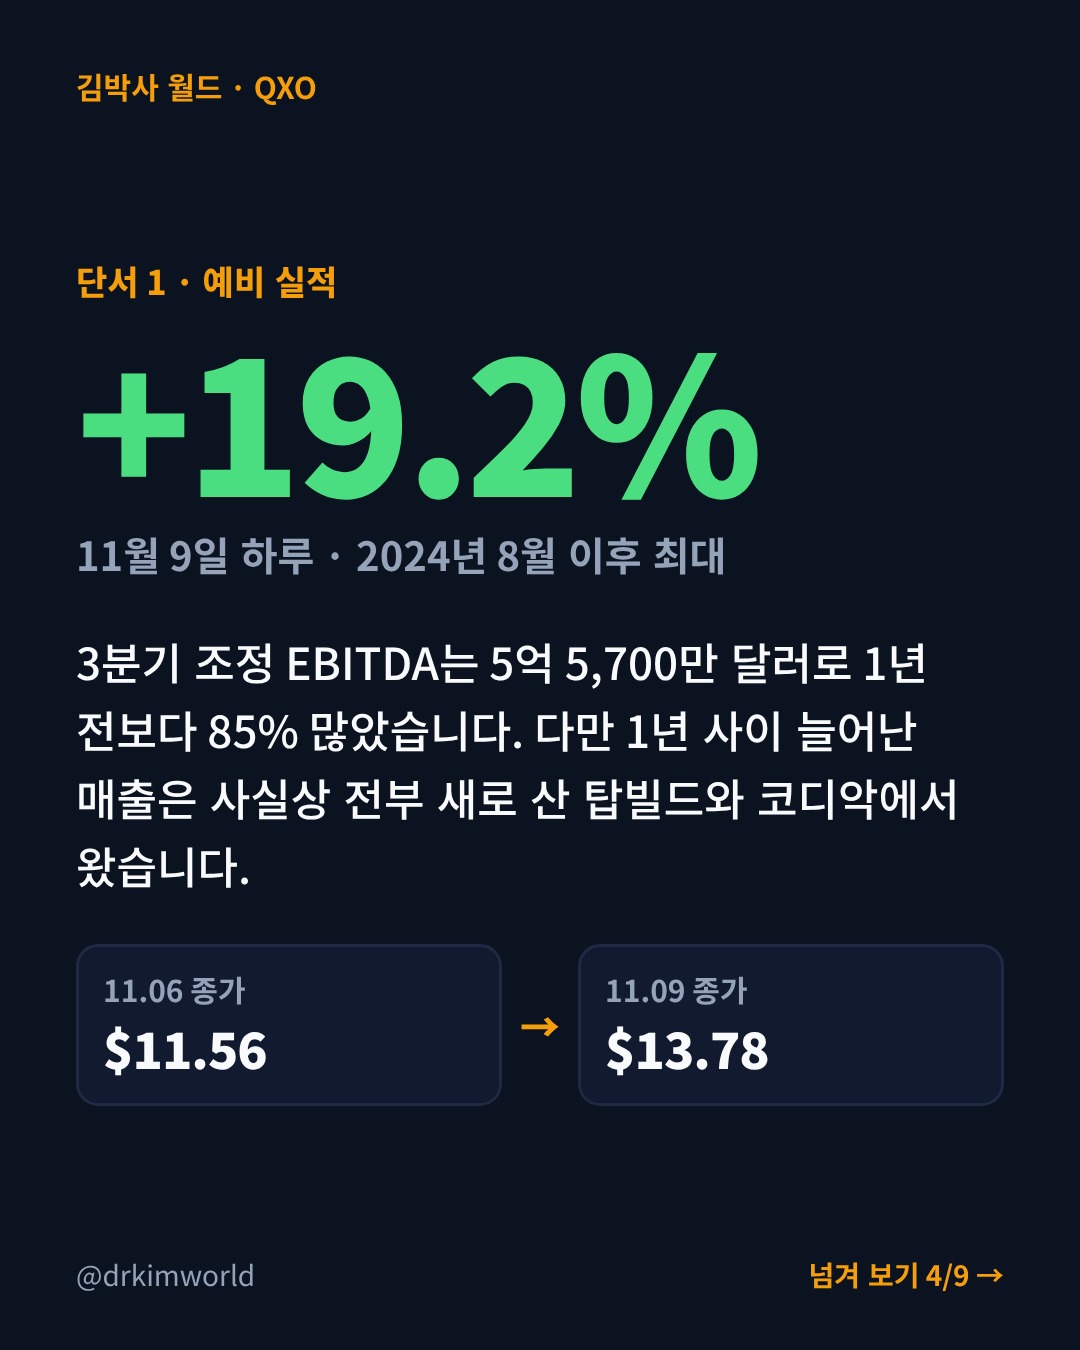 김박사 월드 · QXO
단서 1 · 예비 실적
+19.2%
11월 9일 하루 · 2024년 8월 이후 최대
3분기 조정 EBITDA는 5억 5,700만 달러로 1년
전보다 85% 많았습니다. 다만 1년 사이 늘어난
매출은 사실상 전부 새로 산 탑빌드와 코디악에서
왔습니다.
11.06 종가
$11.56
→
11.09 종가
$13.78
@drkimworld
넘겨 보기 4/9 →